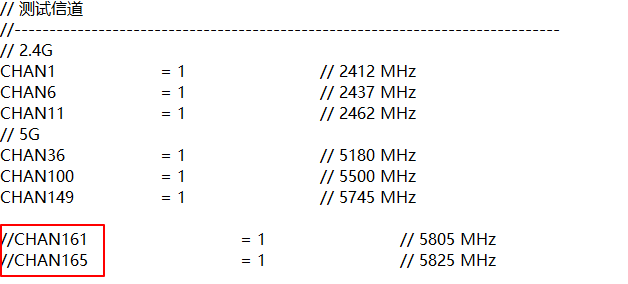 // 测试信道
//------------------------------------------------------------------------------
// 2.4G
CHAN1 = 1 // 2412 MHz
CHAN6 = 1 // 2437 MHz
CHAN11 = 1 // 2462 MHz
// 5G
CHAN36 = 1 // 5180 MHz
CHAN100 = 1 // 5500 MHz
CHAN149 = 1 // 5745 MHz
//CHAN161 = 1 // 5805 MHz
//CHAN165 = 1 // 5825 MHz